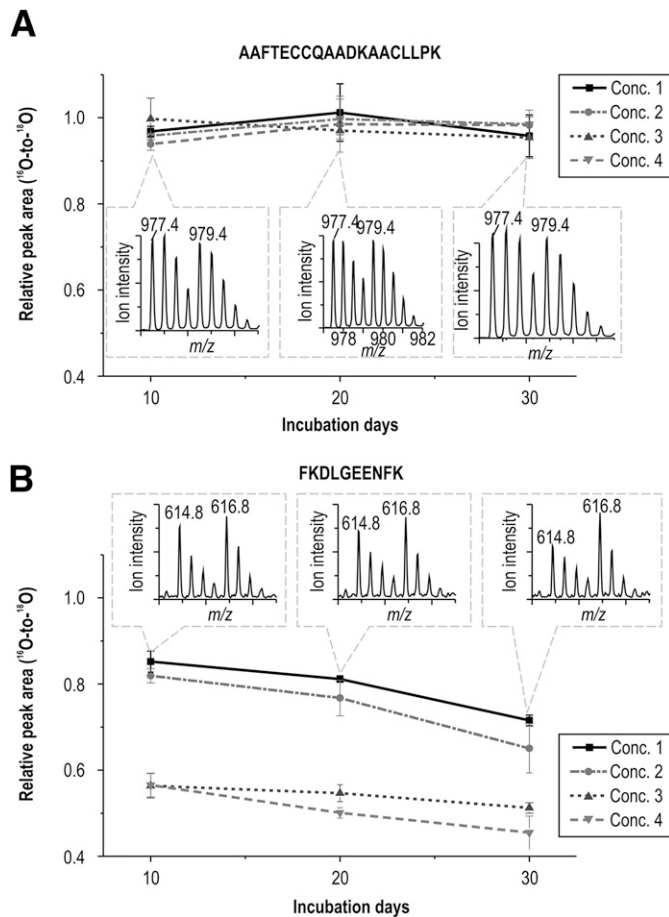 A
AAFTECCQAADKAACLLPK
Relative peak area (¹⁶O-to-¹⁸O)
1.0
0.8
0.6
0.4
Conc. 1
Conc. 2
Conc. 3
Conc. 4
977.4
979.4
Ion intensity
m/z
977.4 979.4
Ion intensity
978 980 982
m/z
977.4
979.4
Ion intensity
m/z
10 20 30
Incubation days
B
FKDLGEENFK
Relative peak area (¹⁶O-to-¹⁸O)
1.0
0.8
0.6
0.4
614.8
616.8
Ion intensity
m/z
614.8
616.8
Ion intensity
m/z
614.8
616.8
Ion intensity
m/z
Conc. 1
Conc. 2
Conc. 3
Conc. 4
10 20 30
Incubation days